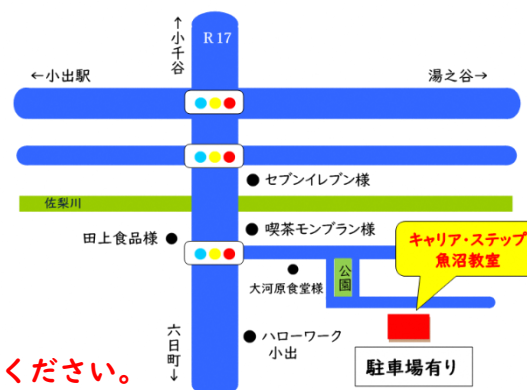 ↑小千谷
R17
←小出駅
湯之谷→
セブンイレブン様
佐梨川
喫茶モンブラン様
田上食品様
キャリア・ステップ
魚沼教室
公園
大河原食堂様
六日町↓
ハローワーク
小出
ください。
駐車場有り